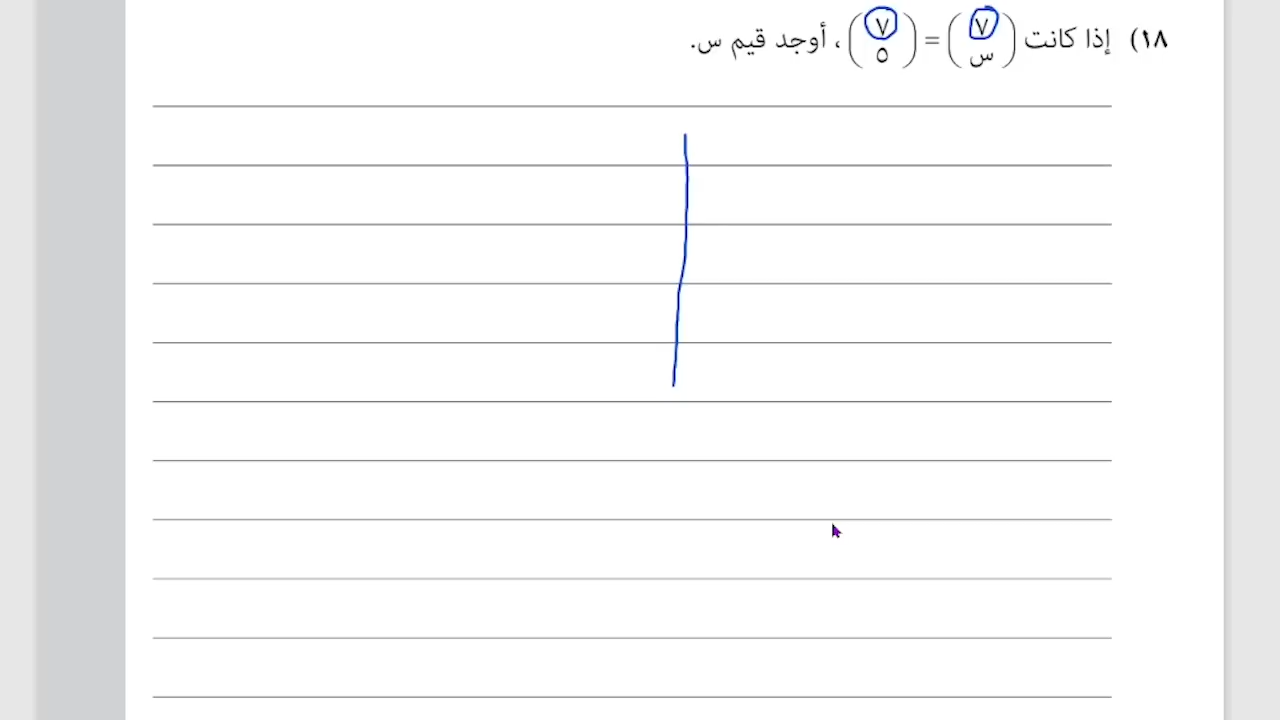 ١٨) إذا كانت (٧ س) = (٧ ٥)، أوجد قيم س.